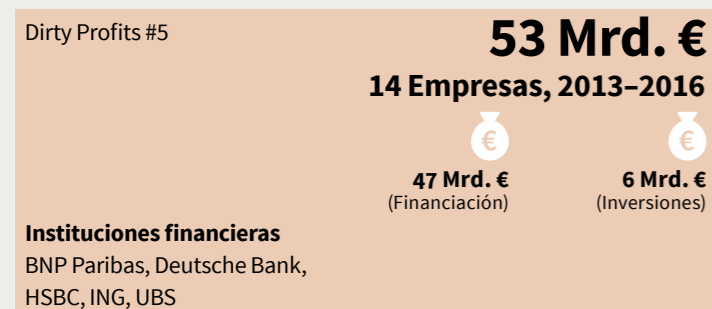 Dirty Profits #5
53 Mrd. €
14 Empresas, 2013–2016
€ €
47 Mrd. € 6 Mrd. €
(Financiación) (Inversiones)
Instituciones financieras
BNP Paribas, Deutsche Bank,
HSBC, ING, UBS